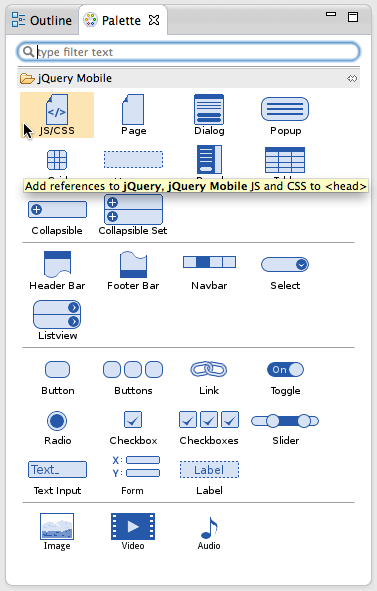 Outline Palette
type filter text
jQuery Mobile
JS/CSS Page Dialog Popup
Add references to jQuery, jQuery Mobile JS and CSS to <head>
Collapsible Collapsible Set
Header Bar Footer Bar Navbar Select
Listview
Button Buttons Link Toggle
On
Radio Checkbox Checkboxes Slider
Text_ X: Y: Label
Text Input Form Label
Image Video Audio